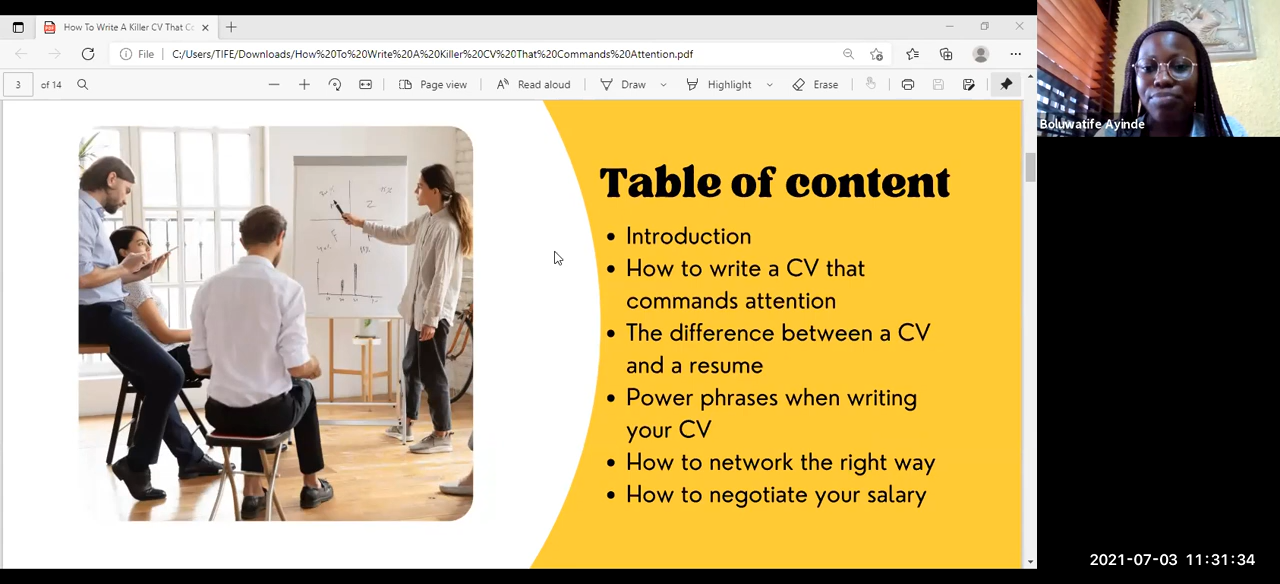 How To Write A Killer CV That C
File
C:/Users/TIFE/Downloads/How%20To%20Write%20A%20Killer%20CV%20That%20Commands%20Attention.pdf
3 of 14
Page view
Read aloud
Draw
Highlight
Erase
Boluwatife Ayinde
Table of content
• Introduction
• How to write a CV that
commands attention
• The difference between a CV
and a resume
• Power phrases when writing
your CV
• How to network the right way
• How to negotiate your salary
2021-07-03 11:31:34